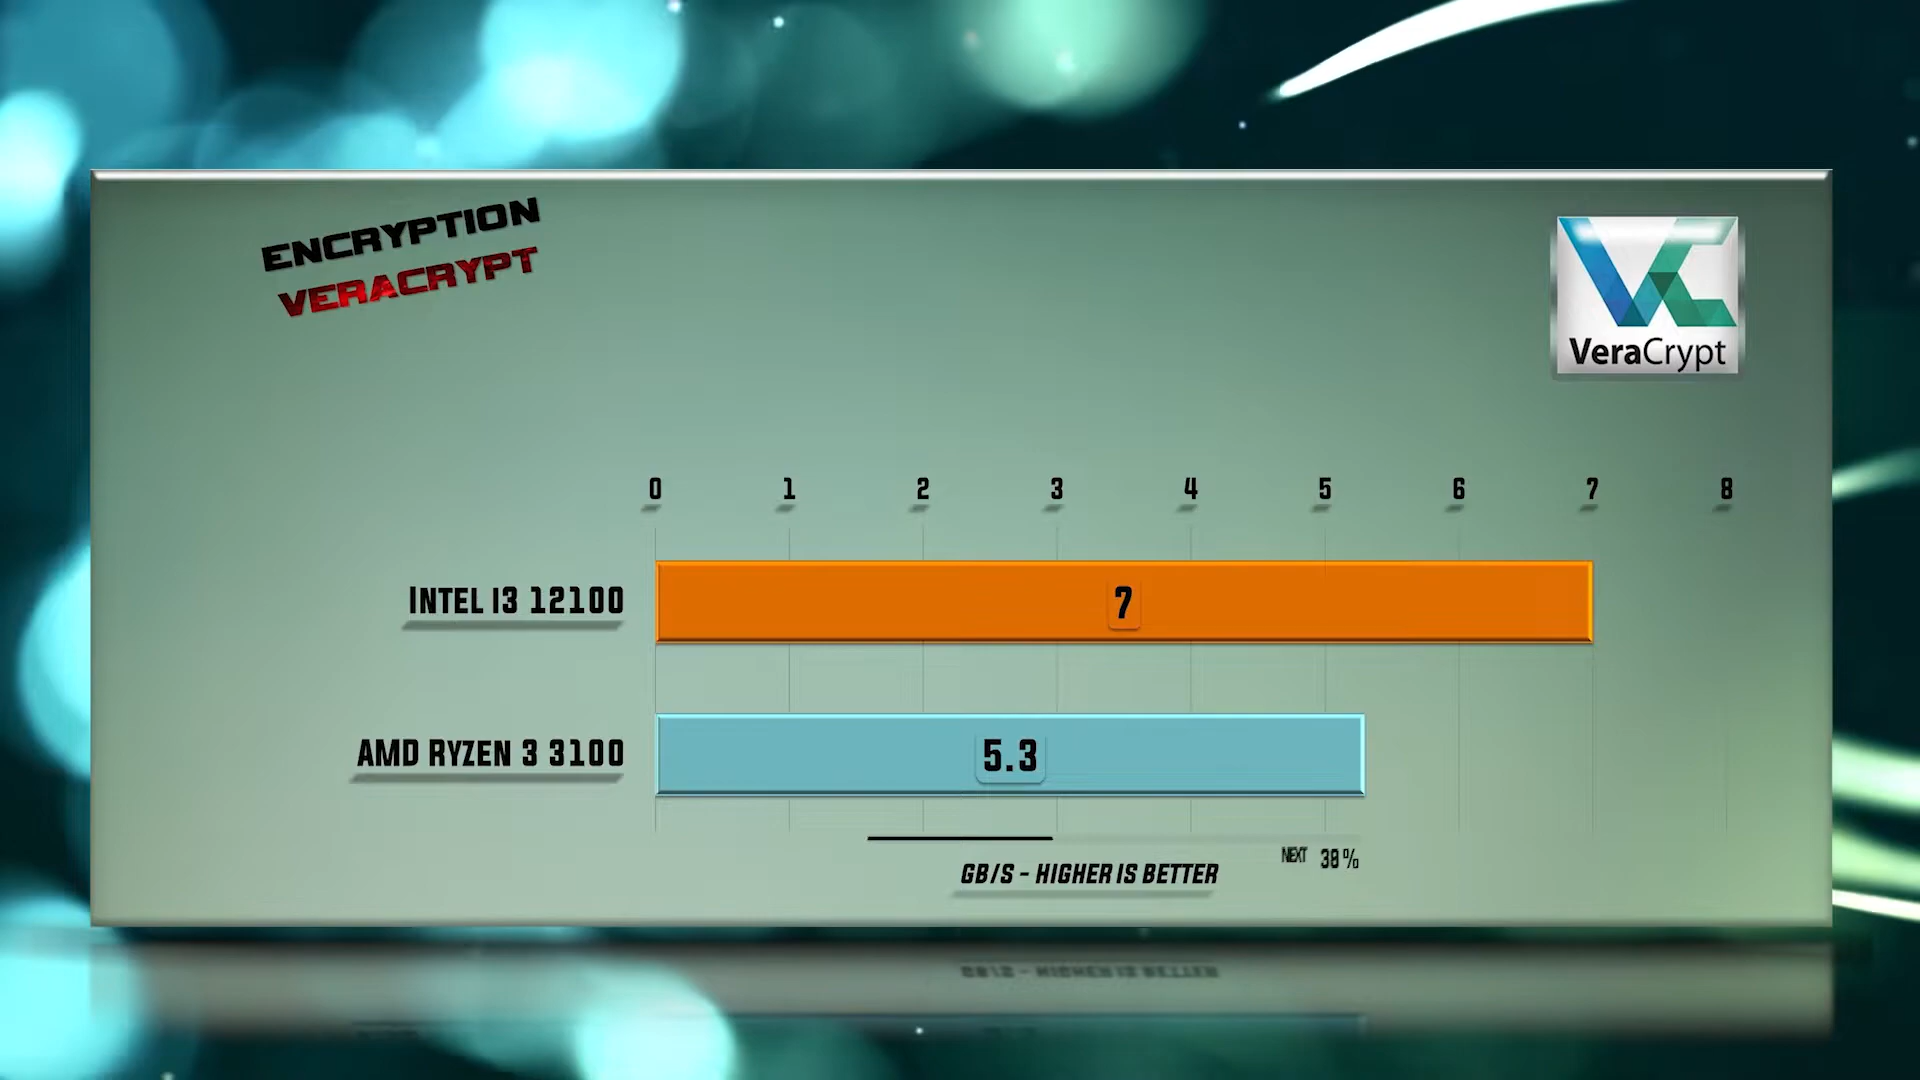 ENCRYPTION
VERACRYPT
VC
VeraCrypt
0 1 2 3 4 5 6 7 8
INTEL I3 12100
7
AMD RYZEN 3 3100
5.3
NEXT 38%
GB/S - HIGHER IS BETTER